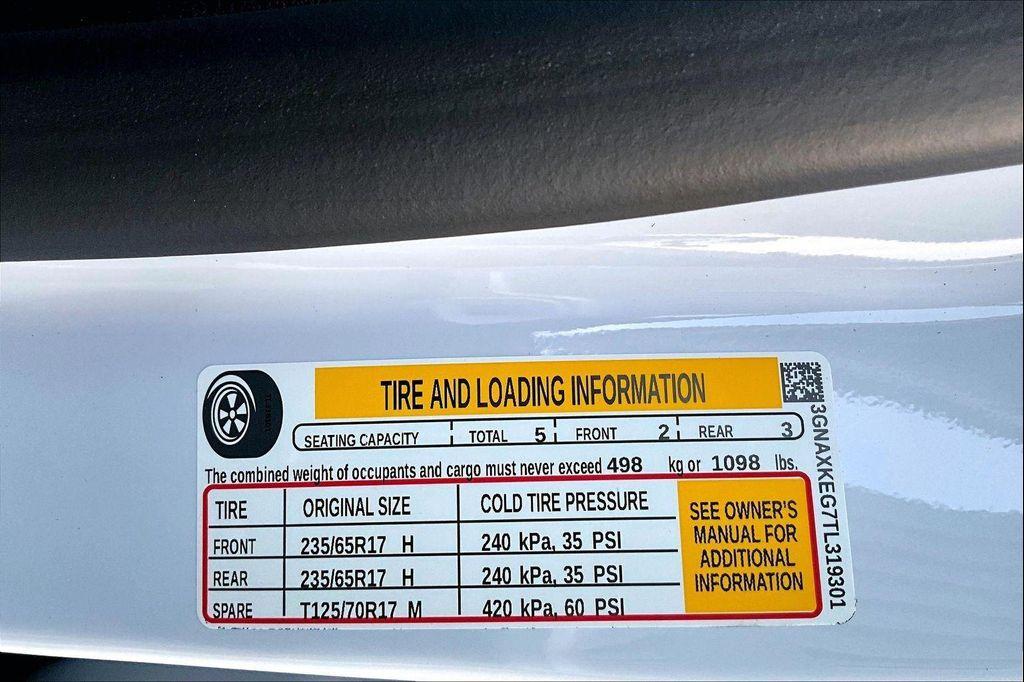 TIRE AND LOADING INFORMATION
SEATING CAPACITY TOTAL 5 FRONT 2 REAR 3
The combined weight of occupants and cargo must never exceed 498 kg or 1098 lbs.
TIRE ORIGINAL SIZE COLD TIRE PRESSURE
FRONT 235/65R17 H 240 kPa, 35 PSI
REAR 235/65R17 H 240 kPa, 35 PSI
SPARE T125/70R17 M 420 kPa, 60 PSI
SEE OWNER'S
MANUAL FOR
ADDITIONAL
INFORMATION
3GNAXKEG7TL319301